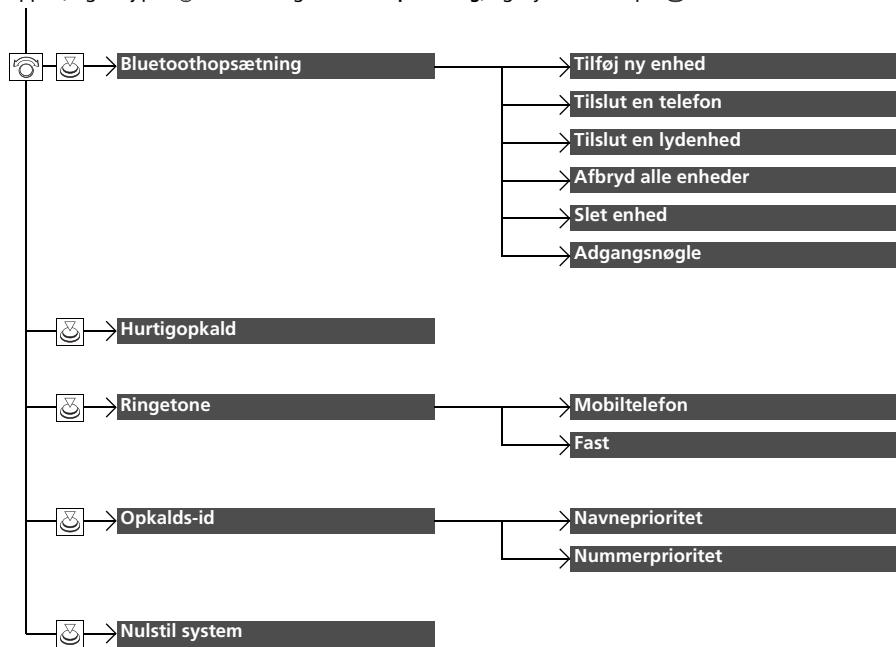 Bluetoothopsætning
Tilføj ny enhed
Tilslut en telefon
Tilslut en lydenhed
Afbryd alle enheder
Slet enhed
Adgangsnøgle
Hurtigopkald
Ringetone
Mobiltelefon
Fast
Opkalds-id
Navneprioritet
Nummerprioritet
Nulstil system